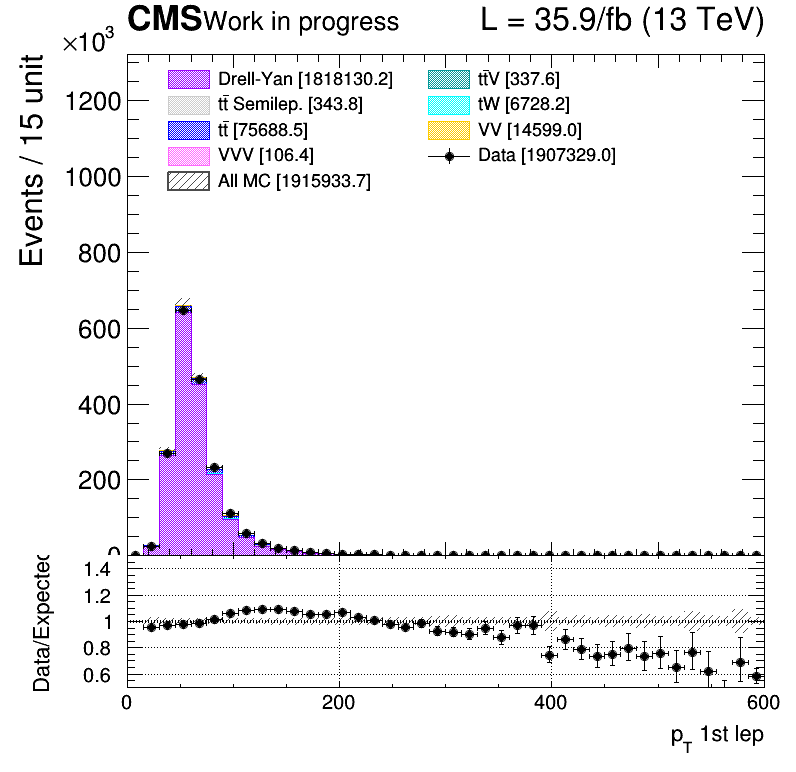 CMS Work in progress L = 35.9/fb (13 TeV)
×10³
Events / 15 unit
1200
1000
800
600
400
200
0
Drell-Yan [1818130.2]
tt̄ Semilep. [343.8]
tt̄ [75688.5]
VVV [106.4]
All MC [1915933.7]
tt̄V [337.6]
tW [6728.2]
VV [14599.0]
Data [1907329.0]
Data/Expected
1.4
1.2
1
0.8
0.6
0 200 400 600
p_T 1st lep